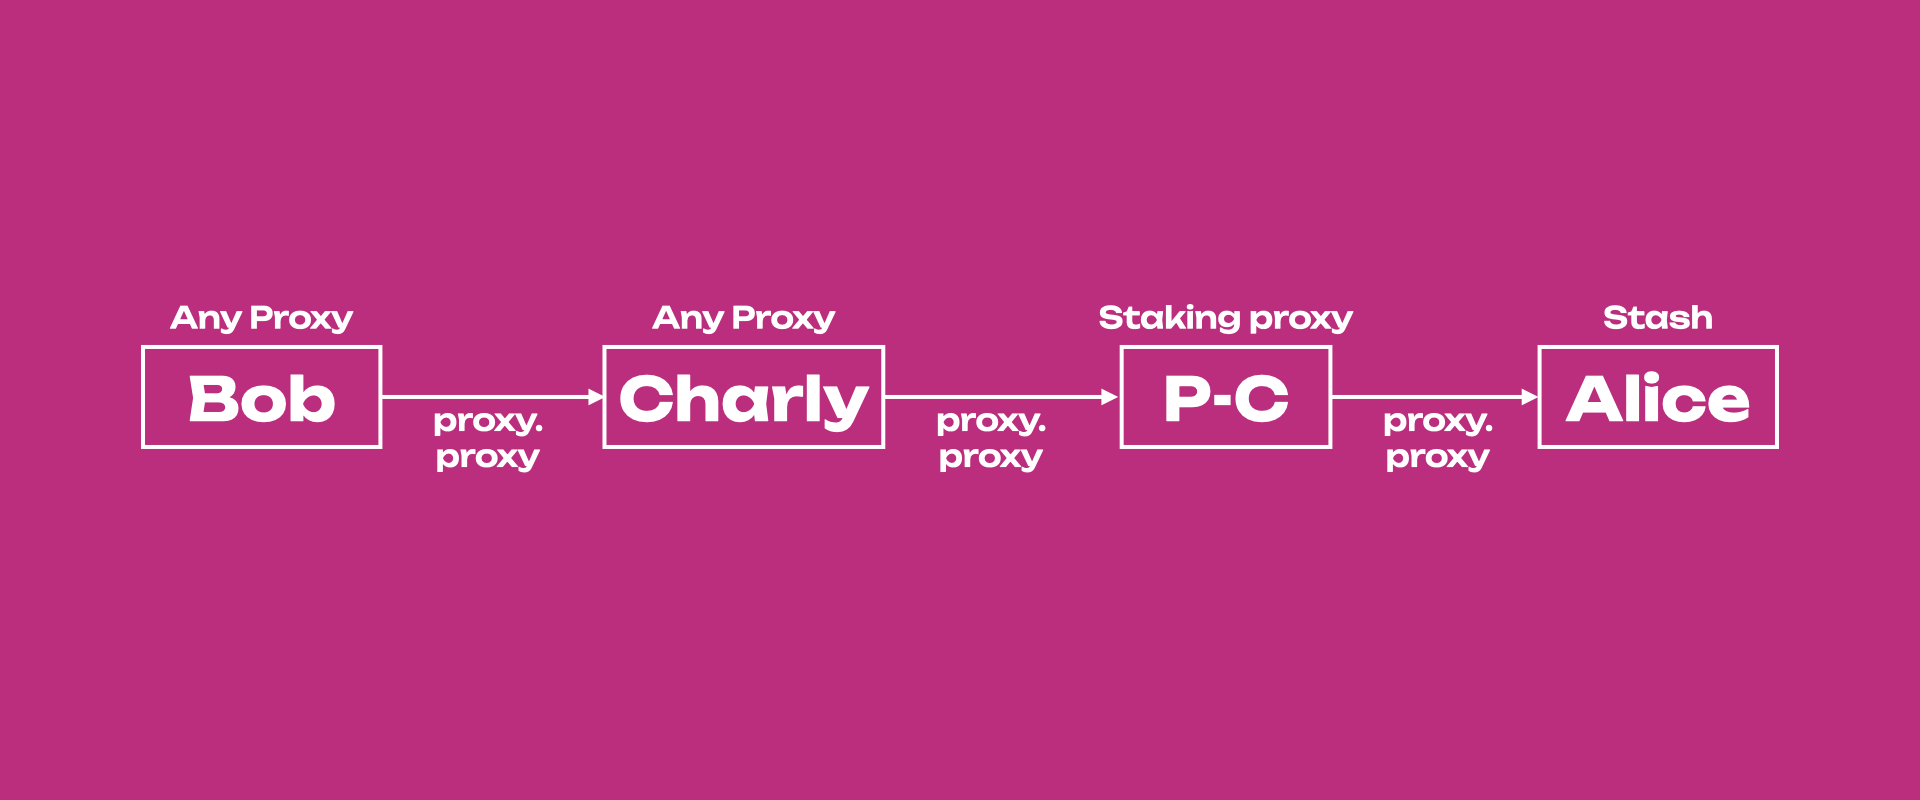 Any Proxy
Any Proxy
Staking proxy
Stash
Bob
Charly
P-C
Alice
proxy.
proxy
proxy.
proxy
proxy.
proxy